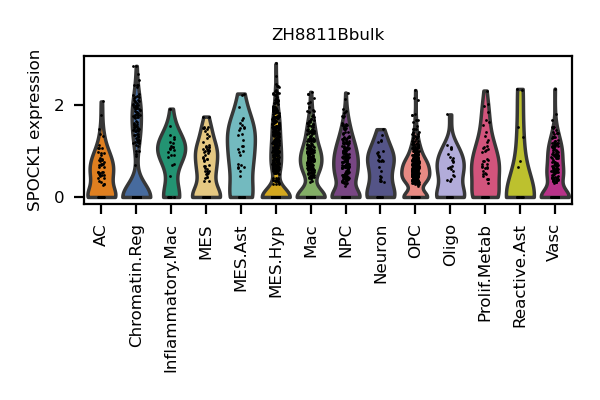 ZH8811Bbulk
SPOCK1 expression
2
0
AC
Chromatin.Reg
Inflammatory.Mac
MES
MES.Ast
MES.Hyp
Mac
NPC
Neuron
OPC
Oligo
Prolif.Metab
Reactive.Ast
Vasc